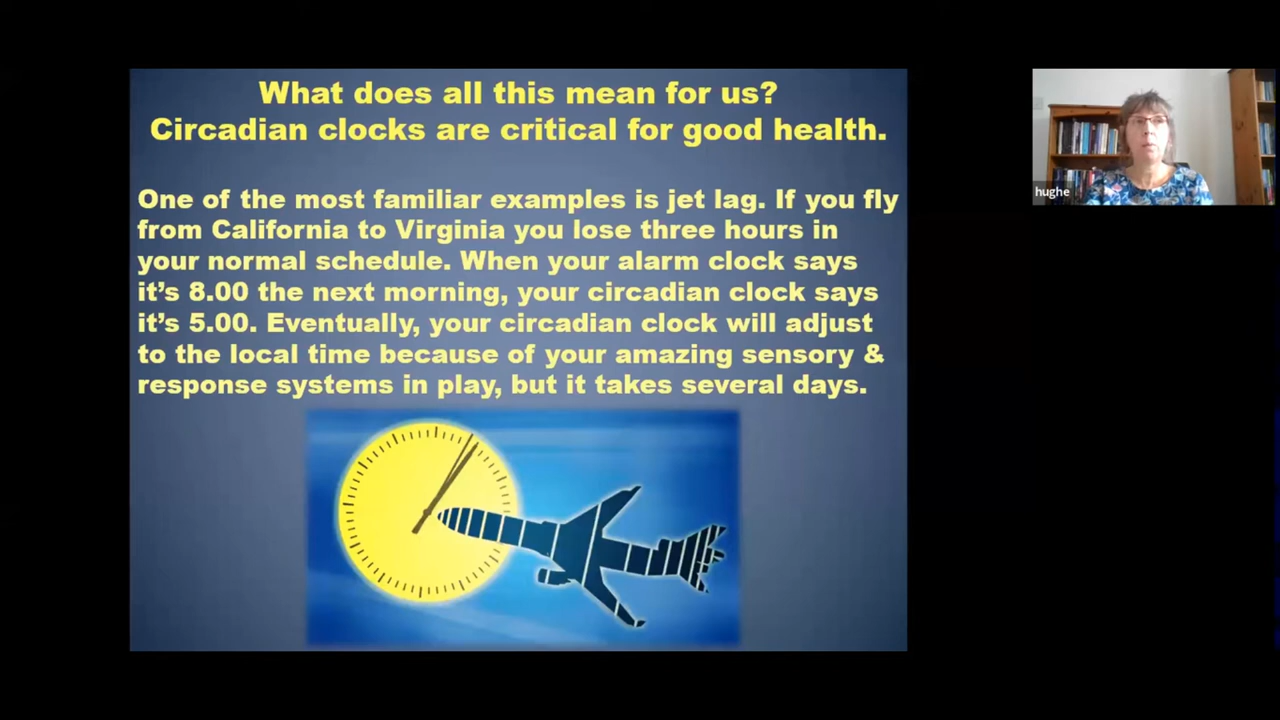 What does all this mean for us?
Circadian clocks are critical for good health.
One of the most familiar examples is jet lag. If you fly
from California to Virginia you lose three hours in
your normal schedule. When your alarm clock says
it’s 8.00 the next morning, your circadian clock says
it’s 5.00. Eventually, your circadian clock will adjust
to the local time because of your amazing sensory &
response systems in play, but it takes several days.
hughe